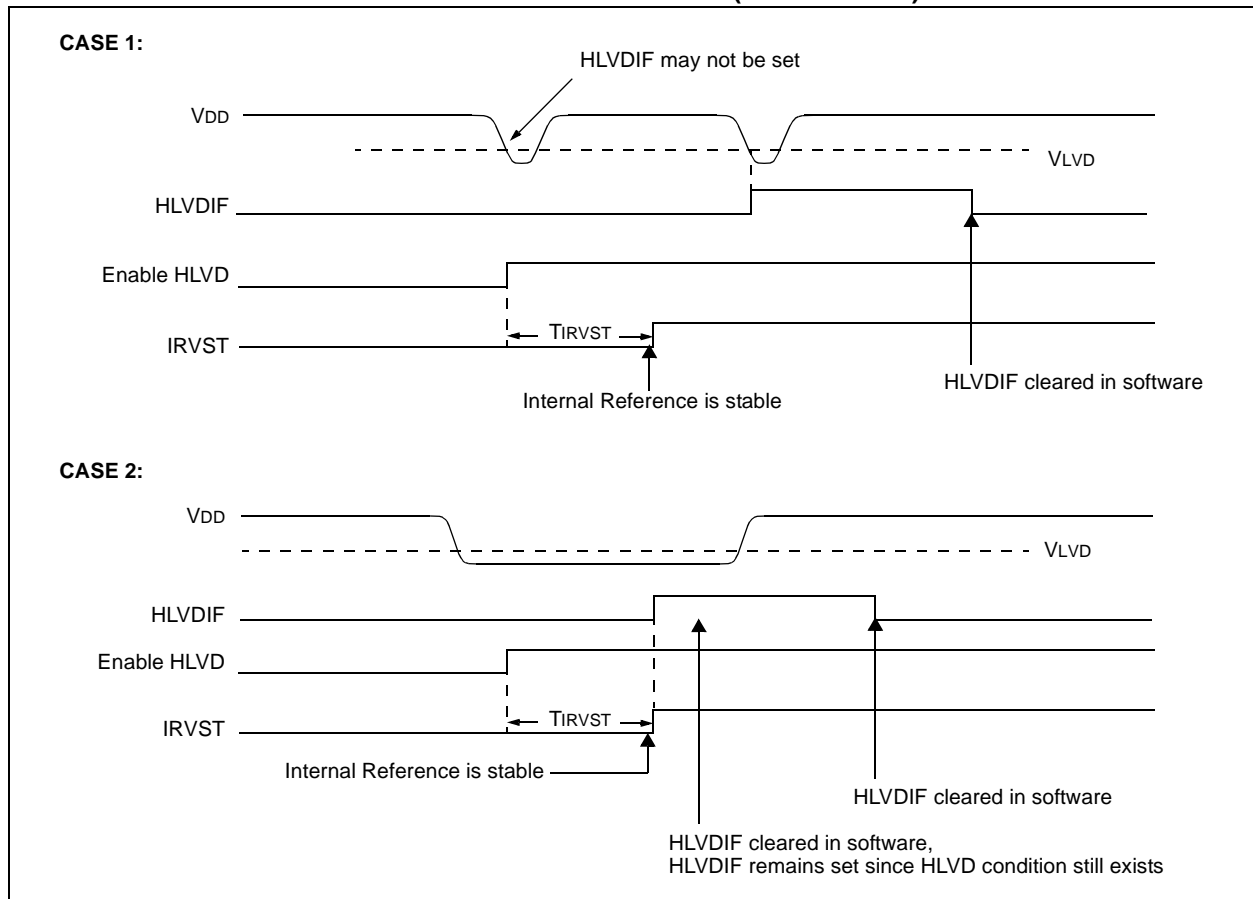 CASE 1:
HLVDIF may not be set
VDD
VLVD
HLVDIF
Enable HLVD
TIRVST
IRVST
HLVDIF cleared in software
Internal Reference is stable
CASE 2:
VDD
VLVD
HLVDIF
Enable HLVD
TIRVST
IRVST
Internal Reference is stable
HLVDIF cleared in software
HLVDIF cleared in software,
HLVDIF remains set since HLVD condition still exists